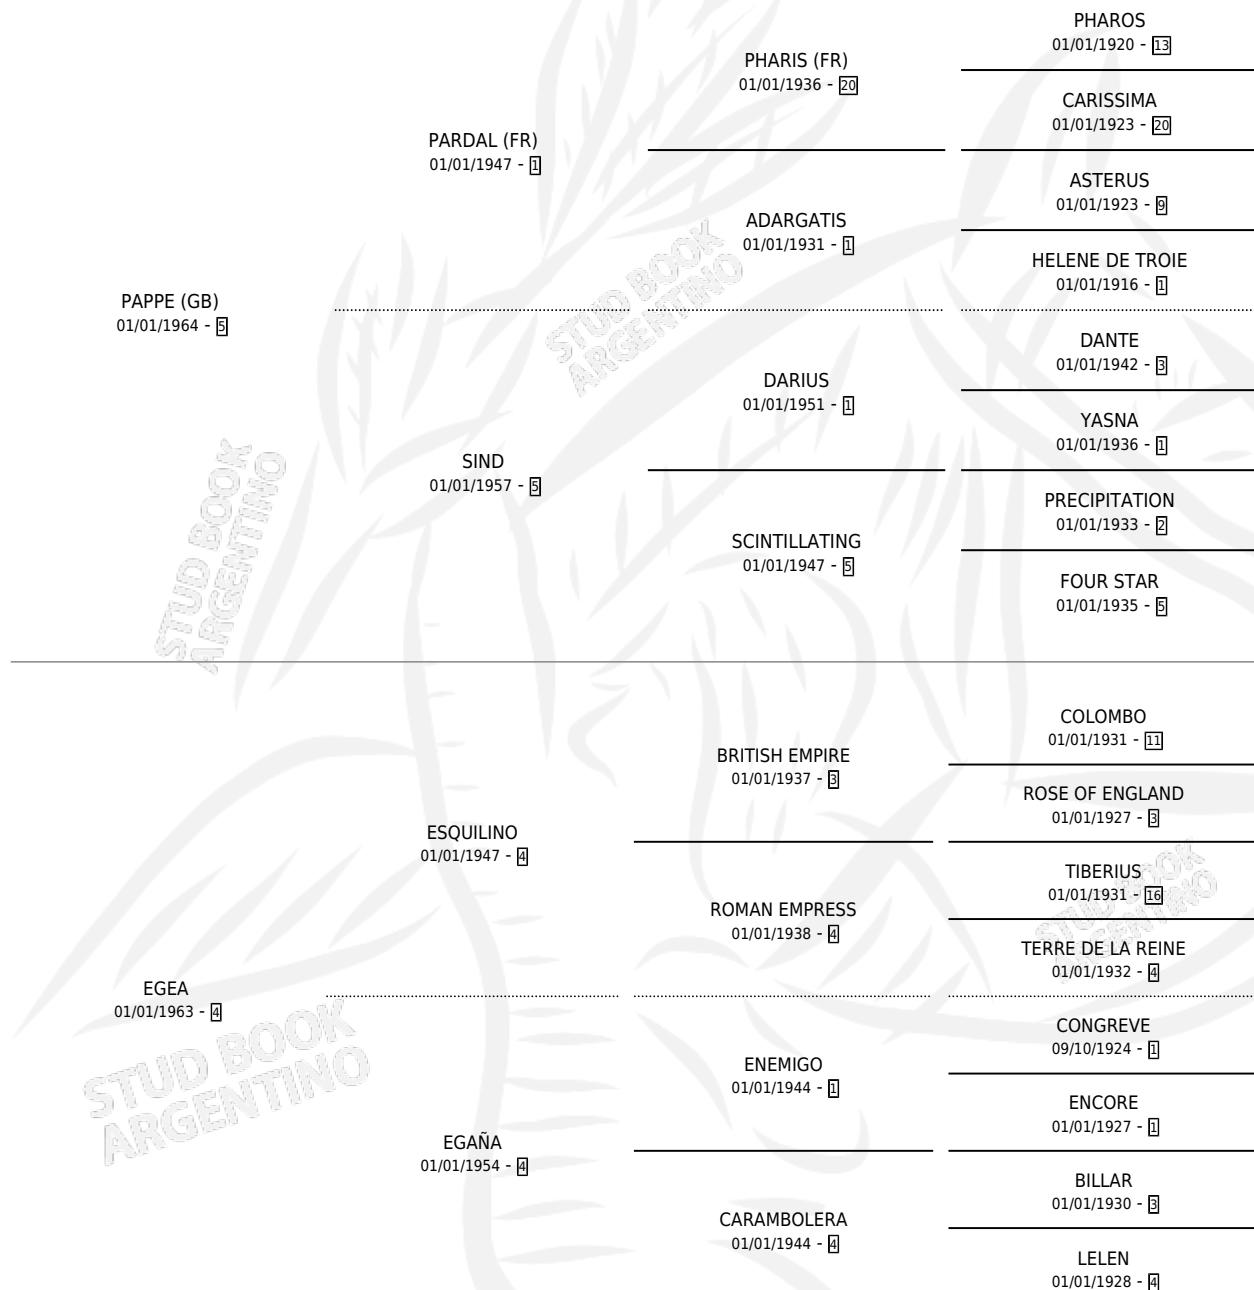 PHAROS
01/01/1920 - 13
PHARIS (FR)
01/01/1936 - 20
CARISSIMA
01/01/1923 - 20
PARDAL (FR)
01/01/1947 - 1
ASTERUS
01/01/1923 - 9
ADARGATIS
01/01/1931 - 1
HELENE DE TROIE
01/01/1916 - 1
PAPPE (GB)
01/01/1964 - 5
DANTE
01/01/1942 - 3
DARIUS
01/01/1951 - 1
YASNA
01/01/1936 - 1
SIND
01/01/1957 - 5
PRECIPITATION
01/01/1933 - 2
SCINTILLATING
01/01/1947 - 5
FOUR STAR
01/01/1935 - 5
STUD BOOK
ARGENTINO
STUD BOOK
ARGENTINO
COLOMBO
01/01/1931 - 11
BRITISH EMPIRE
01/01/1937 - 3
ROSE OF ENGLAND
01/01/1927 - 3
ESQUILINO
01/01/1947 - 4
TIBERIUS
01/01/1931 - 16
ROMAN EMPRESS
01/01/1938 - 4
TERRE DE LA REINE
01/01/1932 - 4
EGEA
01/01/1963 - 4
CONGREVE
09/10/1924 - 1
ENEMIGO
01/01/1944 - 1
ENCORE
01/01/1927 - 1
EGAÑA
01/01/1954 - 4
BILLAR
01/01/1930 - 3
CARAMBOLERA
01/01/1944 - 4
LELEN
01/01/1928 - 4
STUD BOOK
ARGENTINO
STUD BOOK
ARGENTINO